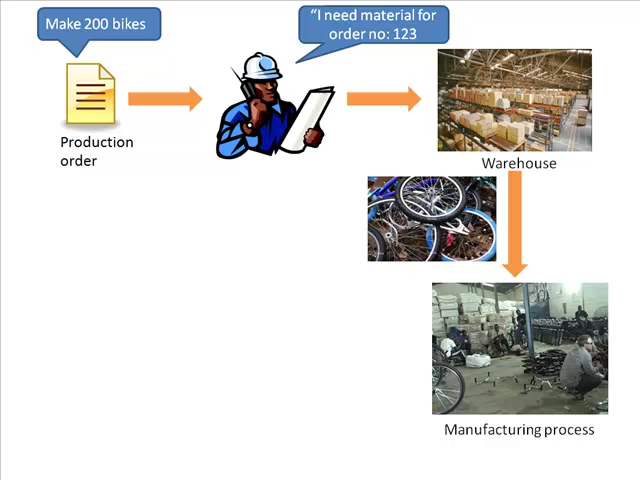 Make 200 bikes
“I need material for
order no: 123
Production
order
Warehouse
Manufacturing process